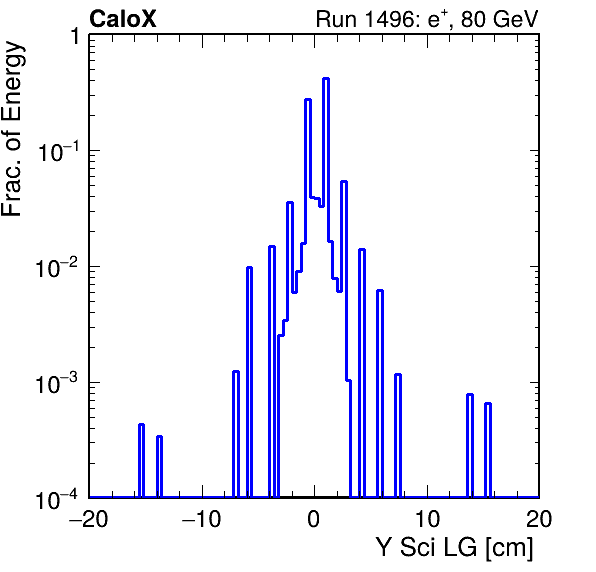 CaloX Run 1496: e⁺, 80 GeV
Frac. of Energy
1
10⁻¹
10⁻²
10⁻³
10⁻⁴
−20 −10 0 10 20
Y Sci LG [cm]